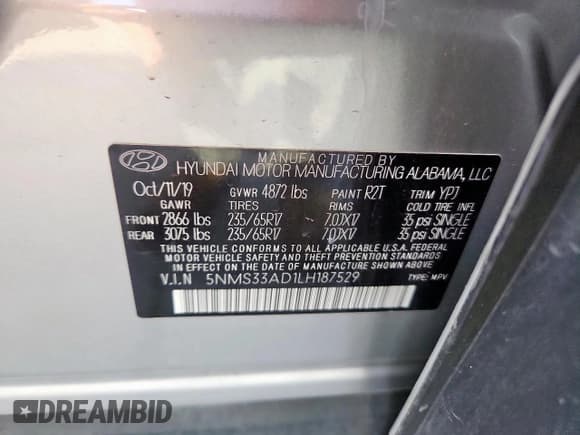 MANUFACTURED BY
HYUNDAI MOTOR MANUFACTURING ALABAMA, LLC
Oct/11/19 GVWR 4872 lbs PAINT R2T TRIM YPJ
GAWR TIRES RIMS COLD TIRE INFL
FRONT 2866 lbs 235/65R17 7.0JX17 35 psi SINGLE
REAR 3075 lbs 235/65R17 7.0JX17 35 psi SINGLE
THIS VEHICLE CONFORMS TO ALL APPLICABLE U.S.A. FEDERAL
MOTOR VEHICLE SAFETY, BUMPER, AND THEFT PREVENTION
STANDARDS IN EFFECT ON THE DATE OF MANUFACTURE SHOWN ABOVE.
V.I.N 5NMS33AD1LH187529 TYPE: MPV
DREAMBID